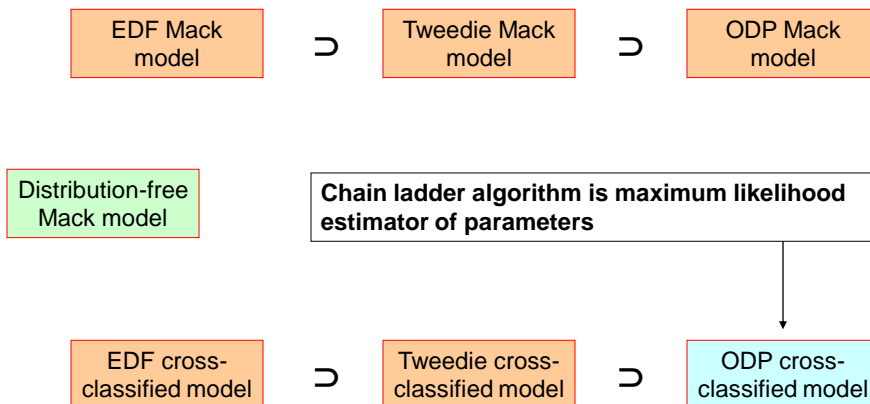 EDF Mack
model
⊃
Tweedie Mack
model
⊃
ODP Mack
model
Distribution-free
Mack model
Chain ladder algorithm is maximum likelihood
estimator of parameters
EDF cross-
classified model
⊃
Tweedie cross-
classified model
⊃
ODP cross-
classified model